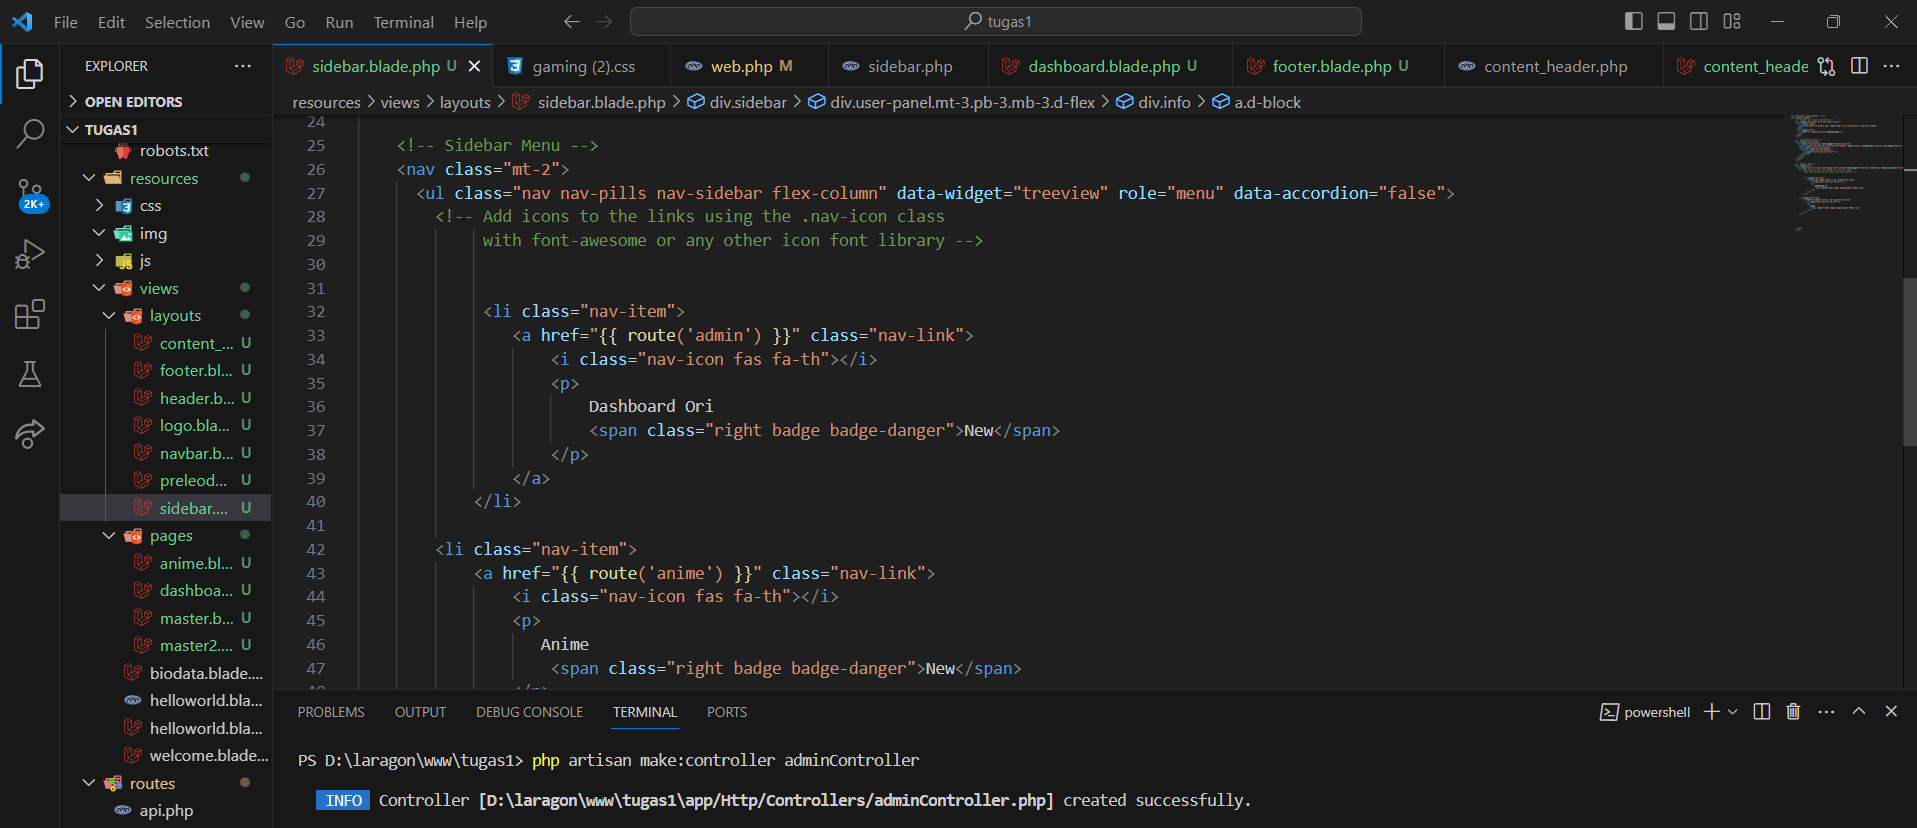 File Edit Selection View Go Run Terminal Help
tugas1
EXPLORER
OPEN EDITORS
TUGAS1
robots.txt
resources
css
img
js
views
layouts
content_... U
footer.bl... U
header.b... U
logo.bla... U
navbar.b... U
preleod... U
sidebar.... U
pages
anime.bl... U
dashboa... U
master.b... U
master2.... U
biodata.blade....
helloworld.bla...
helloworld.bla...
welcome.blade...
routes
api.php
2K+
sidebar.blade.php U
gaming (2).css
web.php M
sidebar.php
dashboard.blade.php U
footer.blade.php U
content_header.php
content_heade
resources > views > layouts > sidebar.blade.php > div.sidebar > div.user-panel.mt-3.pb-3.mb-3.d-flex > div.info > a.d-block
24
25 <!-- Sidebar Menu -->
26 <nav class="mt-2">
27 <ul class="nav nav-pills nav-sidebar flex-column" data-widget="treeview" role="menu" data-accordion="false">
28 <!-- Add icons to the links using the .nav-icon class
29 with font-awesome or any other icon font library -->
30
31
32 <li class="nav-item">
33 <a href="{{ route('admin') }}" class="nav-link">
34 <i class="nav-icon fas fa-th"></i>
35 <p>
36 Dashboard Ori
37 <span class="right badge badge-danger">New</span>
38 </p>
39 </a>
40 </li>
41
42 <li class="nav-item">
43 <a href="{{ route('anime') }}" class="nav-link">
44 <i class="nav-icon fas fa-th"></i>
45 <p>
46 Anime
47 <span class="right badge badge-danger">New</span>
PROBLEMS OUTPUT DEBUG CONSOLE TERMINAL PORTS
powershell
PS D:\laragon\www\tugas1> php artisan make:controller adminController
INFO Controller [D:\laragon\www\tugas1\app/Http/Controllers/adminController.php] created successfully.